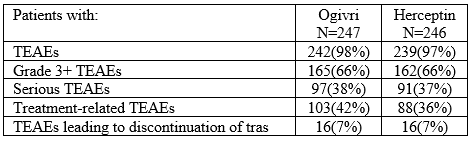 Patients with: Ogivri Herceptin
N=247 N=246
TEAEs 242(98%) 239(97%)
Grade 3+ TEAEs 165(66%) 162(66%)
Serious TEAEs 97(38%) 91(37%)
Treatment-related TEAEs 103(42%) 88(36%)
TEAEs leading to discontinuation of tras 16(7%) 16(7%)